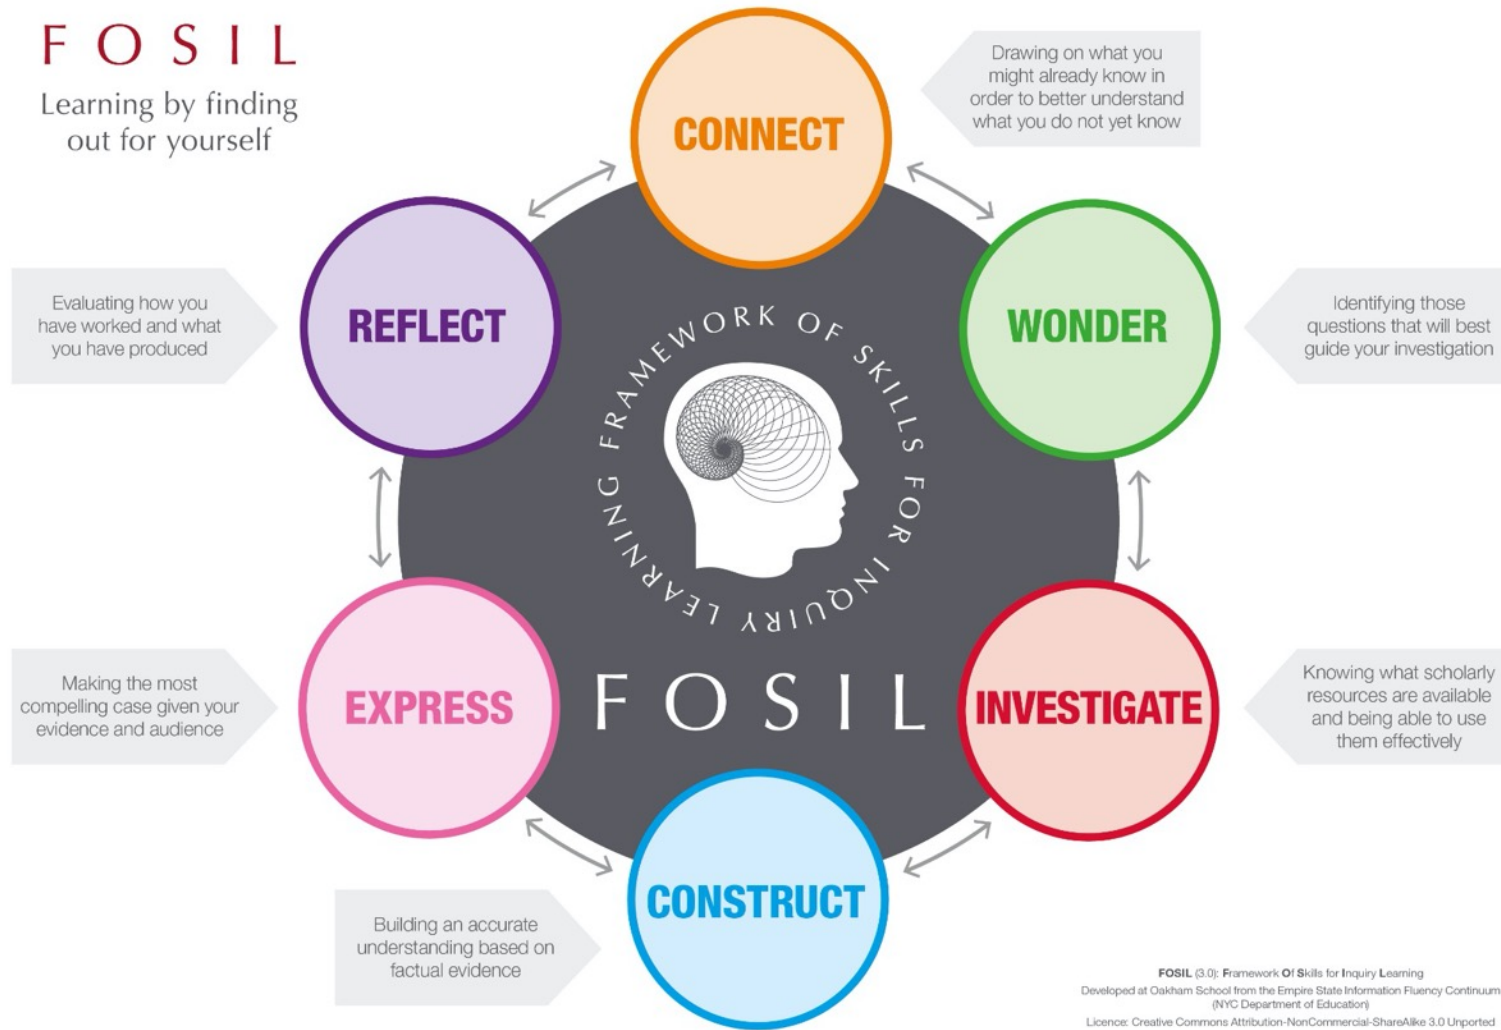 F O S I L
Learning by finding
out for yourself
CONNECT
Drawing on what you
might already know in
order to better understand
what you do not yet know
WONDER
Identifying those
questions that will best
guide your investigation
INVESTIGATE
Knowing what scholarly
resources are available
and being able to use
them effectively
CONSTRUCT
Building an accurate
understanding based on
factual evidence
EXPRESS
Making the most
compelling case given your
evidence and audience
REFLECT
Evaluating how you
have worked and what
you have produced
FRAMEWORK OF SKILLS FOR INQUIRY LEARNING
F O S I L
FOSIL (3.0): Framework Of Skills for Inquiry Learning
Developed at Oakham School from the Empire State Information Fluency Continuum
(NYC Department of Education)
Licence: Creative Commons Attribution-NonCommercial-ShareAlike 3.0 Unported